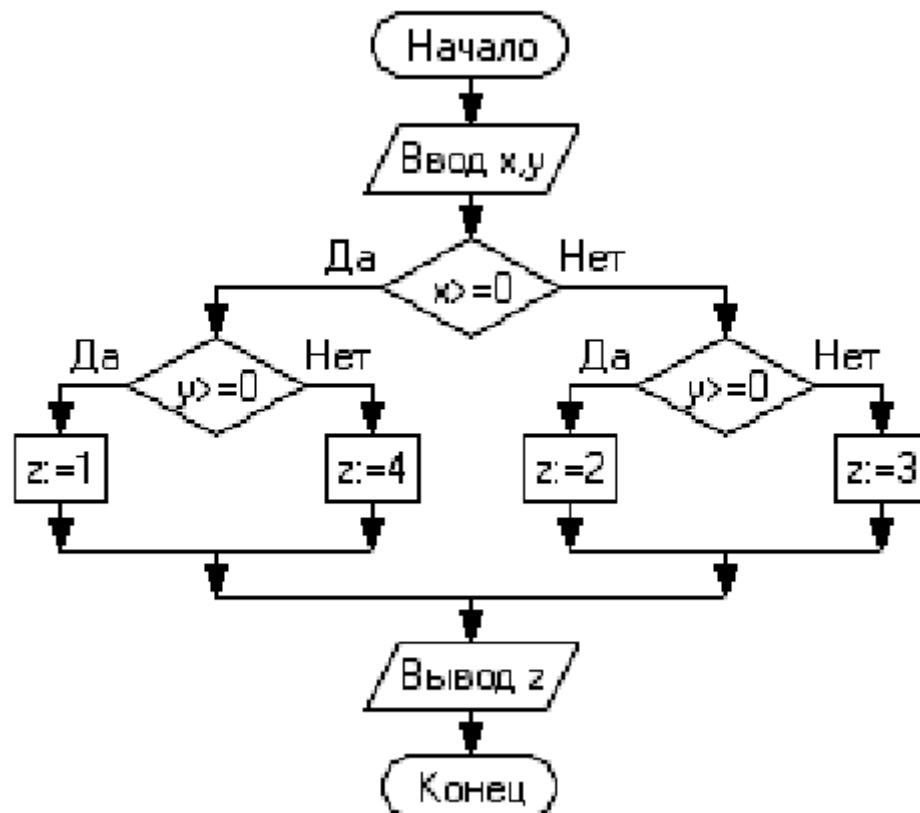 Начало
Ввод x,y
Да
Нет
x>=0
Да
Нет
Да
Нет
y>=0
y>=0
z:=1
z:=4
z:=2
z:=3
Вывод z
Конец